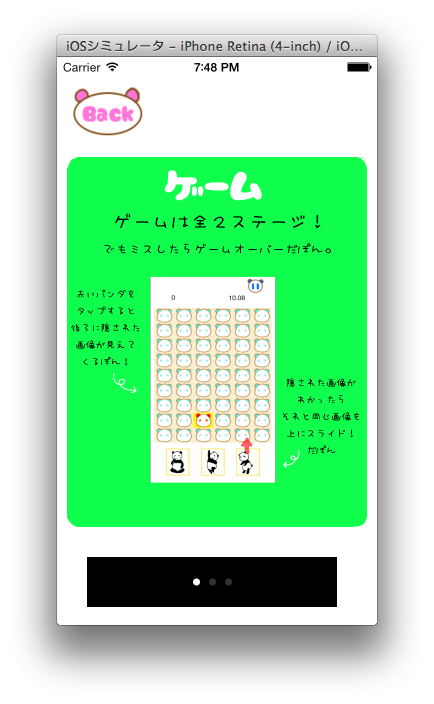 iOSシミュレータ – iPhone Retina (4-inch) / iO...
Carrier
7:48 PM
Back
ゲーム
ゲームは全2ステージ！
でもミスしたらゲームオーバーだぽん。
赤いパンダを
タップすると
後ろに隠された
画像が見えて
くるぽん！
0
10.08
隠された画像が
わかったら
それと同じ画像を
上にスライド！
だぽん